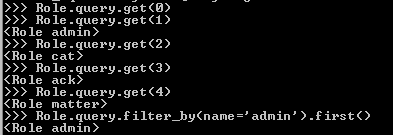 >>> Role.query.get(0)
>>> Role.query.get(1)
<Role admin>
>>> Role.query.get(2)
<Role cat>
>>> Role.query.get(3)
<Role ack>
>>> Role.query.get(4)
<Role matter>
>>> Role.query.filter_by(name='admin').first()
<Role admin>